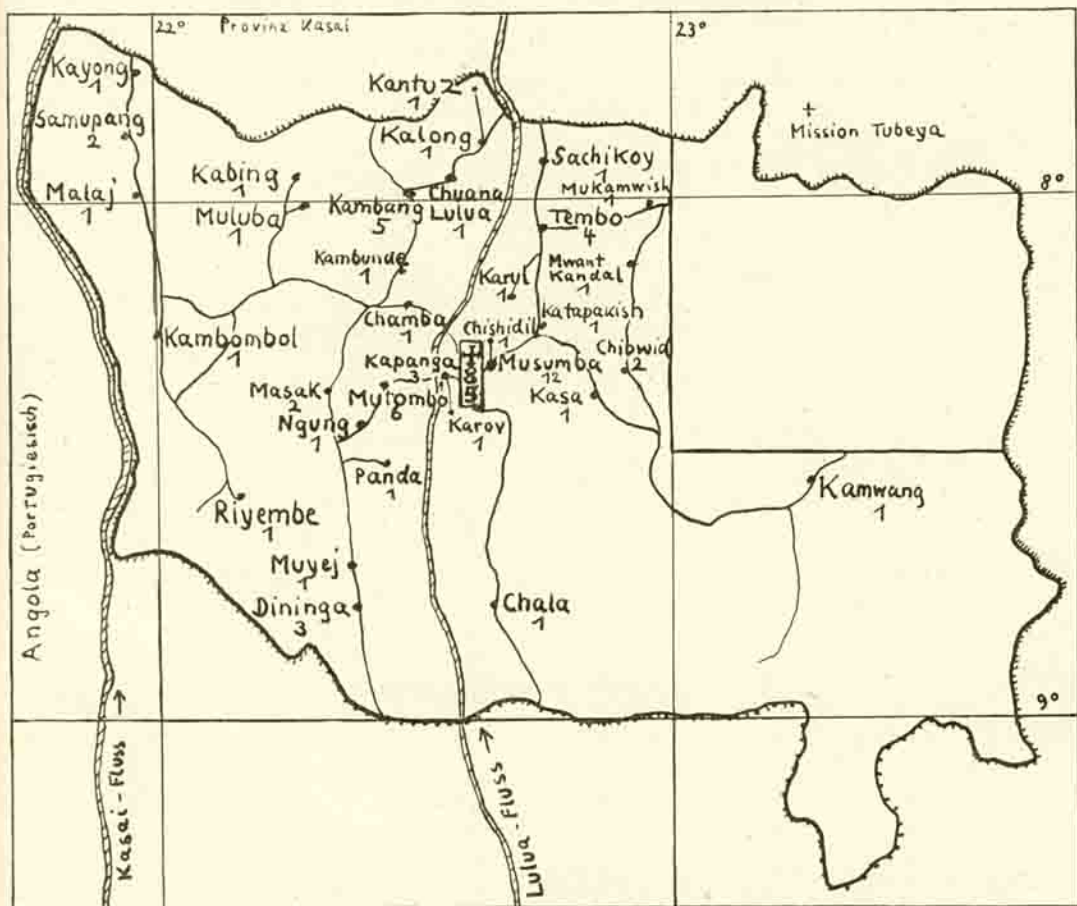 22°
Provinz Kasai
23°
Kayong
1
Kantu 2
1
Samupang
2
Mission Tubeya
Kalong
1
Sachikoy
1
Kabing
1
Malaj
1
Mukamwish
1
8°
Chuana
Lulua
1
Kambang
5
Muluba
1
Tembo
4
Kambunde
1
Mwant
Kandal
1
Karul
1
Chamba
1
Katapakish
1
Kambombol
1
Chishidil
1
Kapanga
3
Musumba
12
Chibwid
2
Masak
2
Mutombo
6
Kasa
1
Ngung
1
Karov
1
Panda
1
Kamwang
1
Riyembe
1
Muyej
1
Dininga
3
Chala
1
9°
Angola (Portugiesisch)
Kasai-Fluss →
Lulua-Fluss →